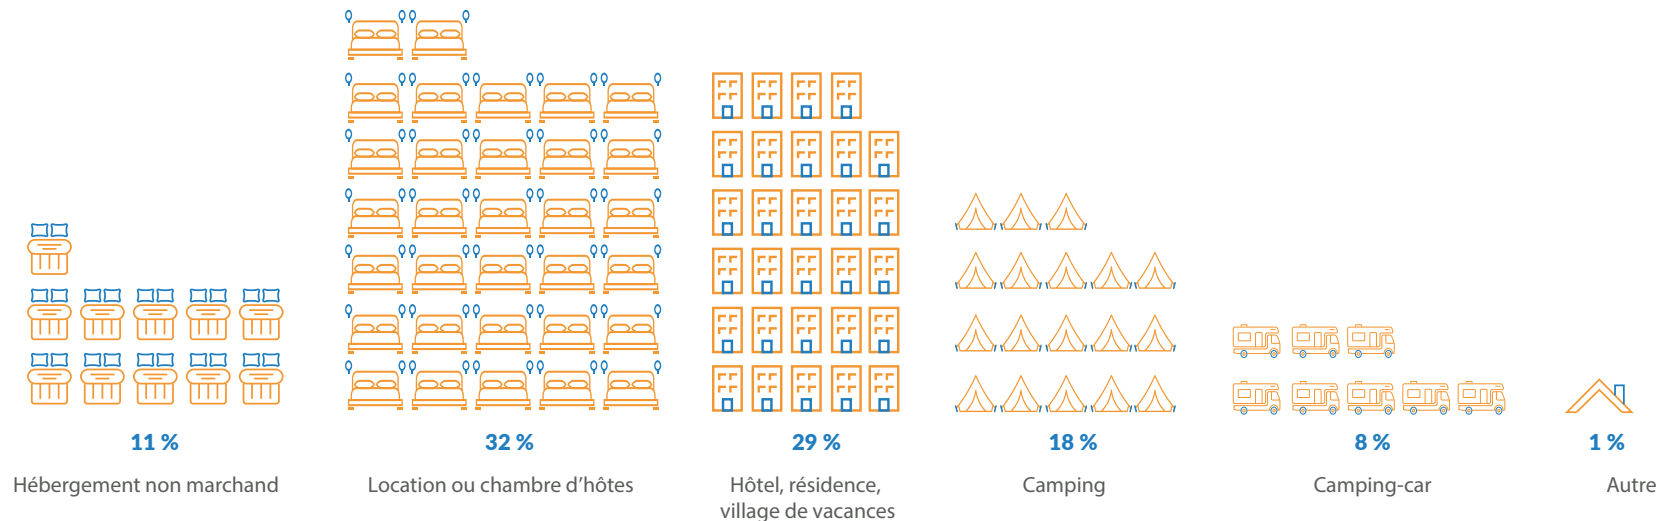 11 %
Hébergement non marchand
32 %
Location ou chambre d’hôtes
29 %
Hôtel, résidence,
village de vacances
18 %
Camping
8 %
Camping-car
1 %
Autre